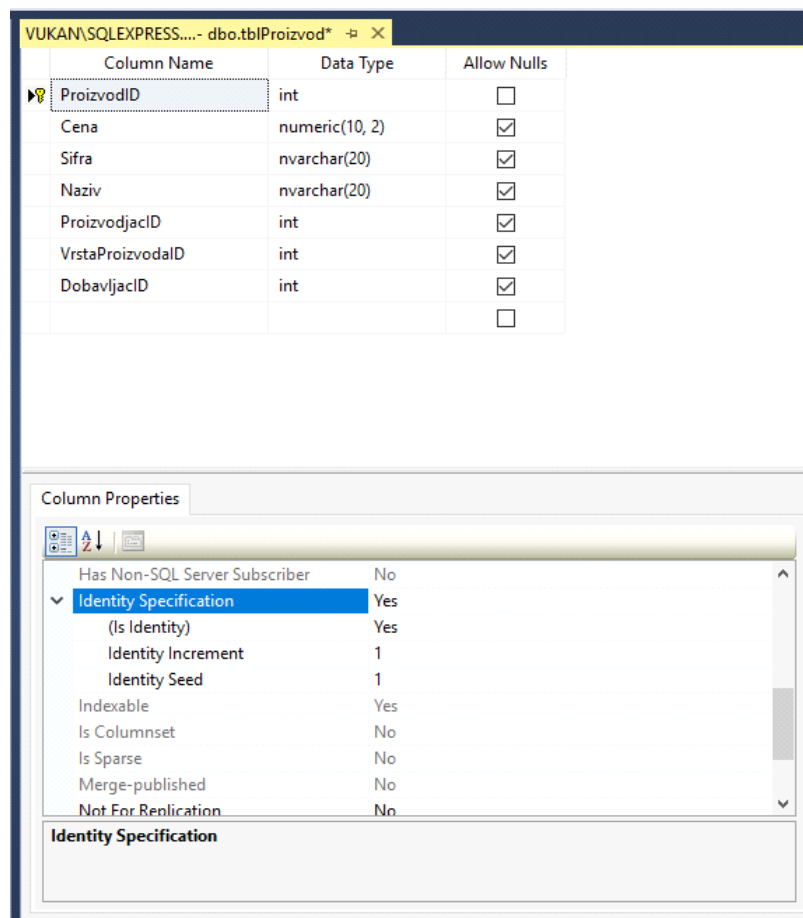 VUKAN\SQLEXPRESS....- dbo.tblProizvod*
Column Name Data Type Allow Nulls
ProizvodID int
Cena numeric(10, 2)
Sifra nvarchar(20)
Naziv nvarchar(20)
ProizvodjacID int
VrstaProizvodaID int
DobavljacID int
Column Properties
Has Non-SQL Server Subscriber No
Identity Specification Yes
(Is Identity) Yes
Identity Increment 1
Identity Seed 1
Indexable Yes
Is Columnset No
Is Sparse No
Merge-published No
Not For Replication No
Identity Specification